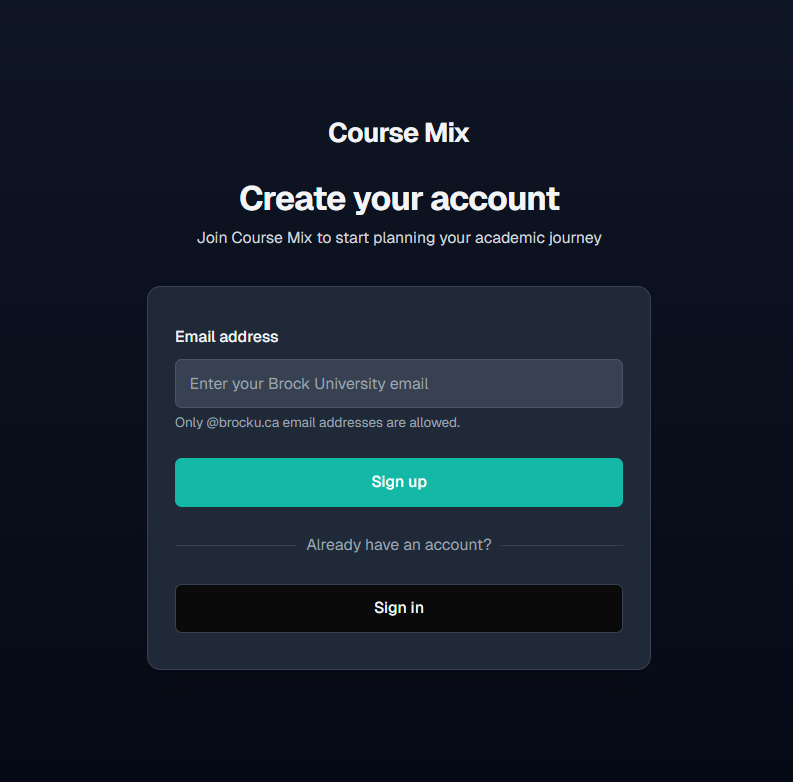 Course Mix
Create your account
Join Course Mix to start planning your academic journey
Email address
Enter your Brock University email
Only @brocku.ca email addresses are allowed.
Sign up
Already have an account?
Sign in